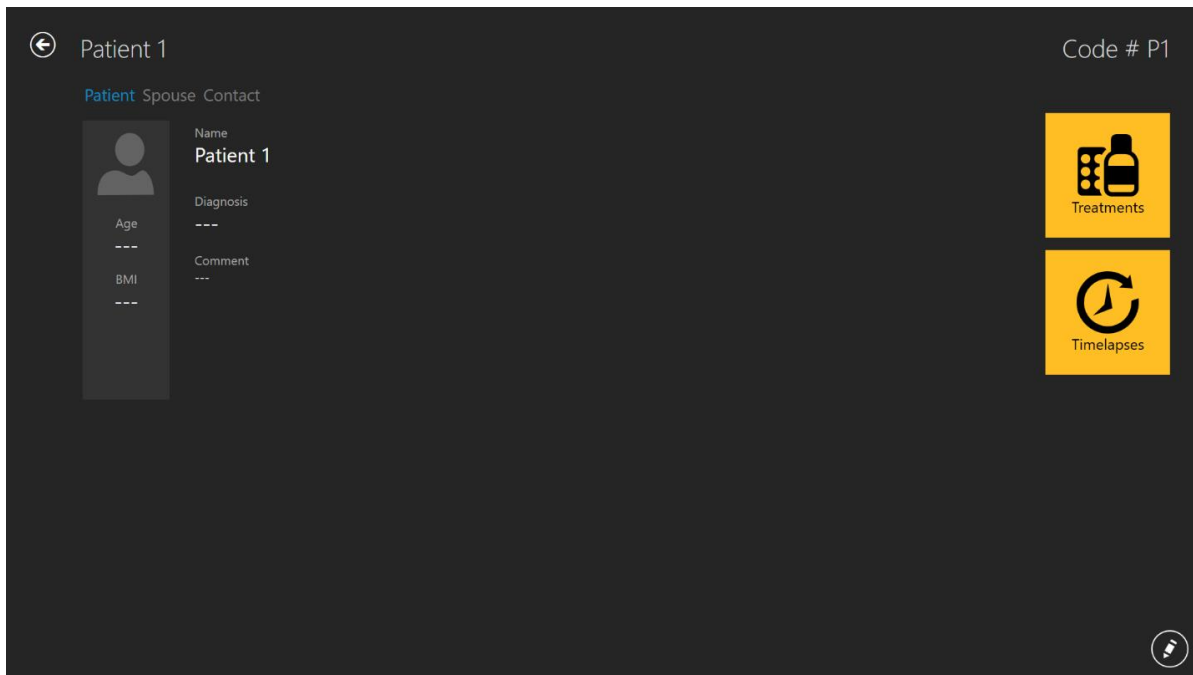 Patient 1
Code # P1
Patient Spouse Contact
Name
Patient 1
Diagnosis
---
Comment
---
Age
---
BMI
---
Treatments
Timelapses